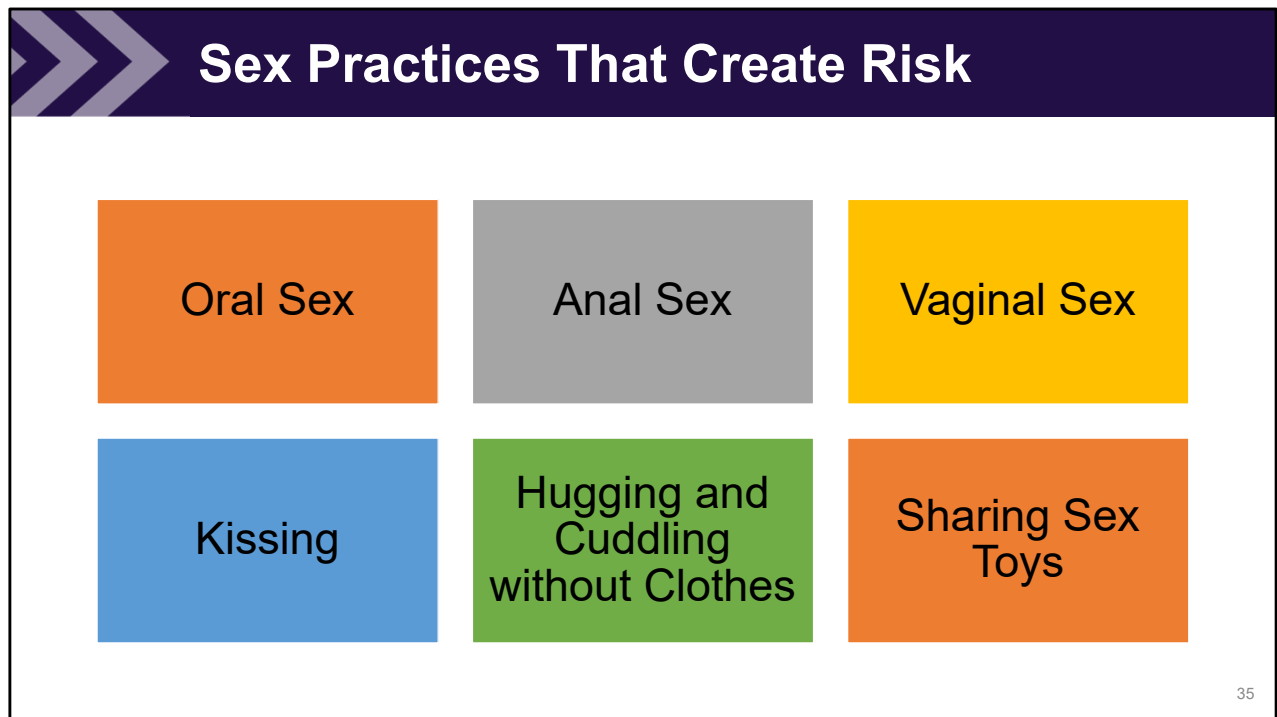 Sex Practices That Create Risk
Oral Sex
Anal Sex
Vaginal Sex
Kissing
Hugging and
Cuddling
without Clothes
Sharing Sex
Toys
35